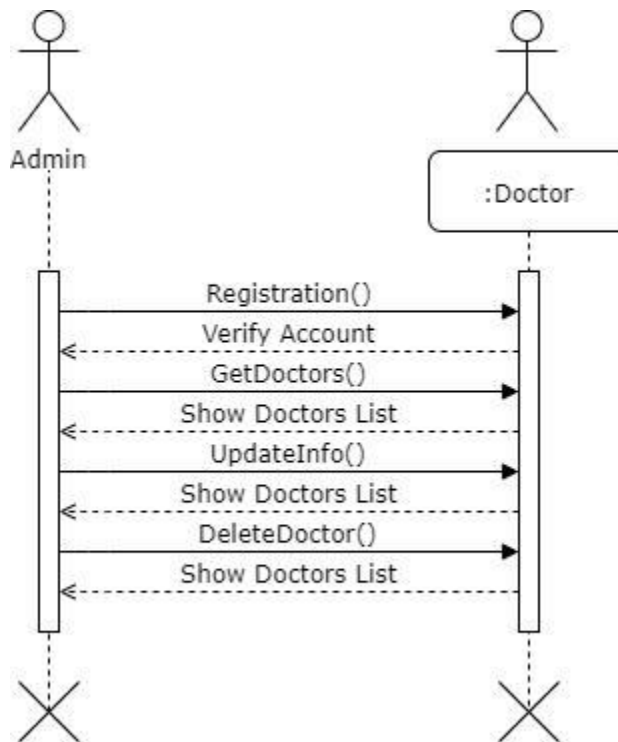 Admin
:Doctor
Registration()
Verify Account
GetDoctors()
Show Doctors List
UpdateInfo()
Show Doctors List
DeleteDoctor()
Show Doctors List